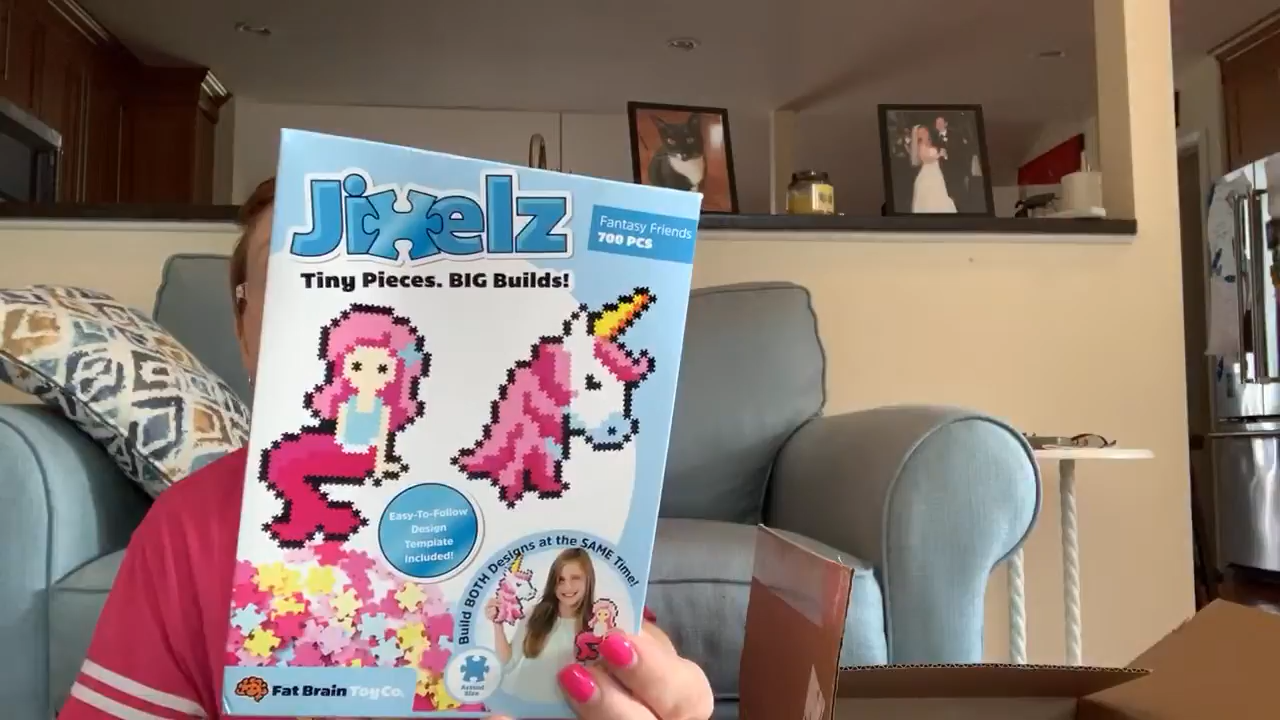 Jixelz
Fantasy Friends
700 PCS
Tiny Pieces. BIG Builds!
Easy-To-Follow
Design
Template
Included!
Build BOTH Designs at the SAME Time!
Actual
Size
Fat Brain Toy Co.